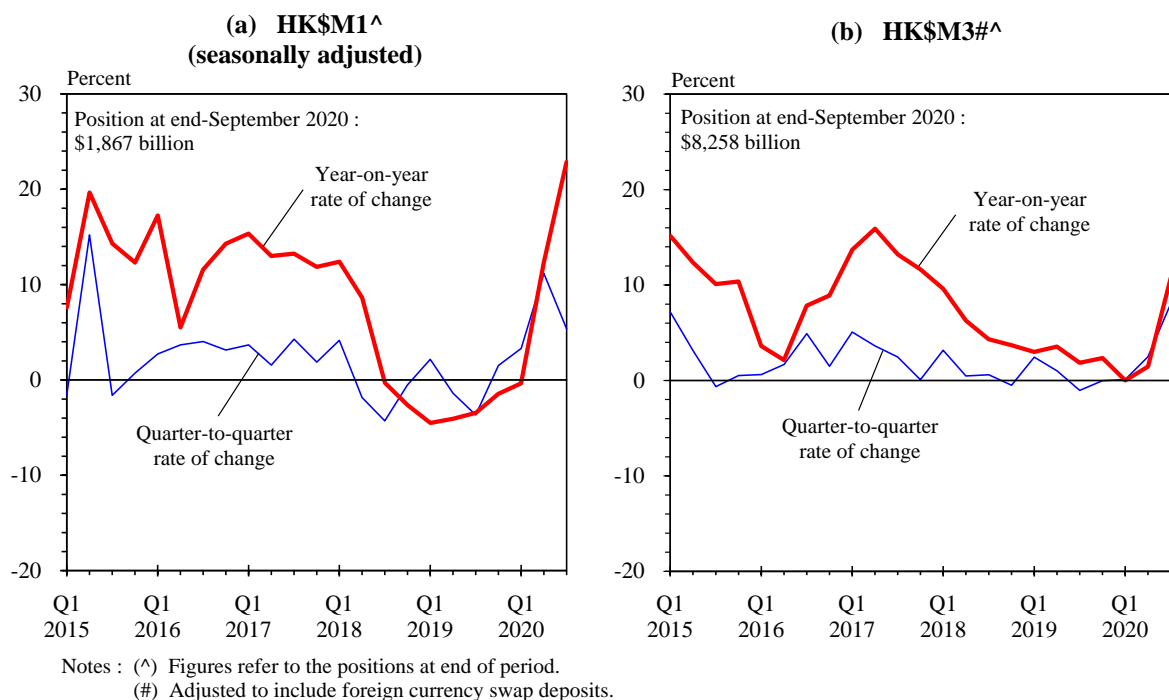 (a) HK$M1^
(seasonally adjusted)
Percent
30
20
10
0
-10
-20
Position at end-September 2020 :
$1,867 billion
Year-on-year
rate of change
Quarter-to-quarter
rate of change
Q1 Q1 Q1 Q1 Q1 Q1
2015 2016 2017 2018 2019 2020
(b) HK$M3#^
Percent
30
20
10
0
-10
-20
Position at end-September 2020 :
$8,258 billion
Year-on-year
rate of change
Quarter-to-quarter
rate of change
Q1 Q1 Q1 Q1 Q1 Q1
2015 2016 2017 2018 2019 2020
Notes : (^) Figures refer to the positions at end of period.
(#) Adjusted to include foreign currency swap deposits.